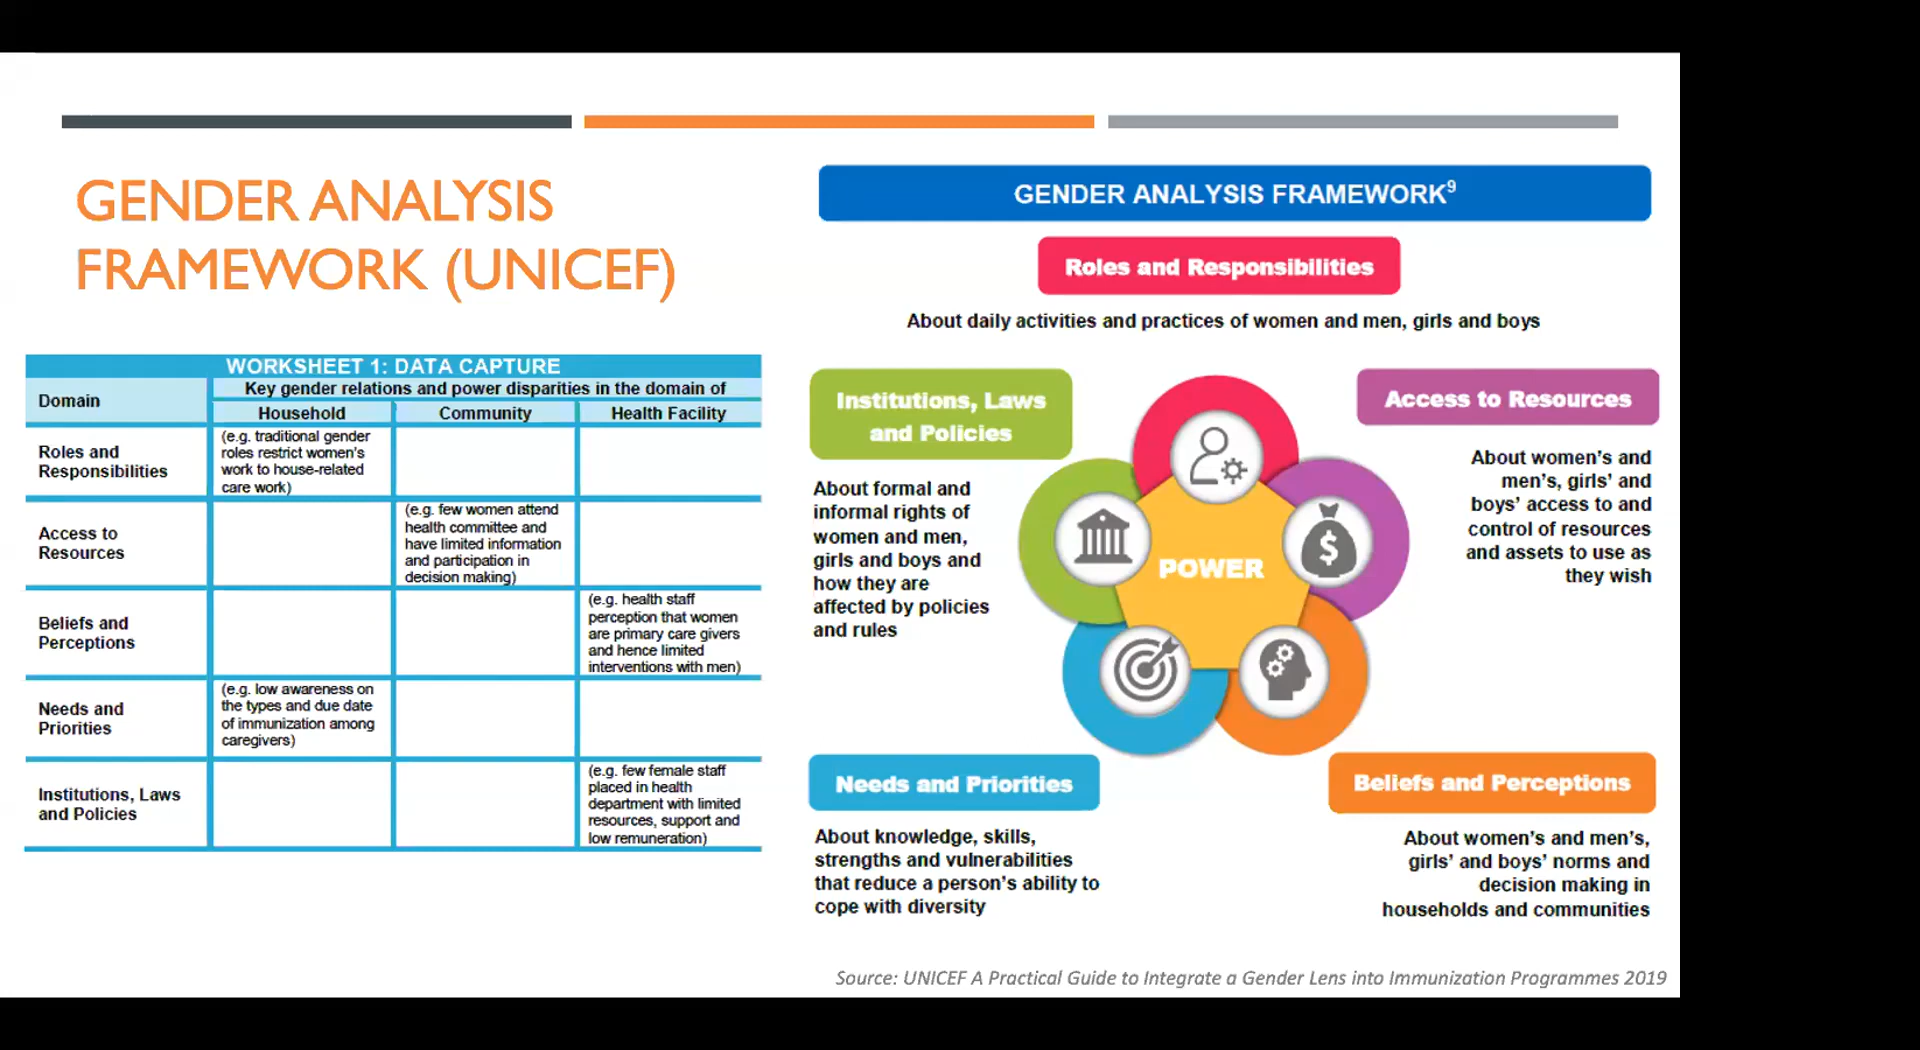 GENDER ANALYSIS
FRAMEWORK (UNICEF)
WORKSHEET 1: DATA CAPTURE
Domain
Key gender relations and power disparities in the domain of
Household
Community
Health Facility
Roles and
Responsibilities
(e.g. traditional gender
roles restrict women's
work to house-related
care work)
Access to
Resources
(e.g. few women attend
health committee and
have limited information
and participation in
decision making)
Beliefs and
Perceptions
(e.g. health staff
perception that women
are primary care givers
and hence limited
interventions with men)
Needs and
Priorities
(e.g. low awareness on
the types and due date
of immunization among
caregivers)
Institutions, Laws
and Policies
(e.g. few female staff
placed in health
department with limited
resources, support and
low remuneration)
GENDER ANALYSIS FRAMEWORK⁹
Roles and Responsibilities
About daily activities and practices of women and men, girls and boys
Institutions, Laws
and Policies
About formal and
informal rights of
women and men,
girls and boys and
how they are
affected by policies
and rules
Access to Resources
About women's and
men's, girls' and
boys' access to and
control of resources
and assets to use as
they wish
POWER
$
Needs and Priorities
About knowledge, skills,
strengths and vulnerabilities
that reduce a person's ability to
cope with diversity
Beliefs and Perceptions
About women's and men's,
girls' and boys' norms and
decision making in
households and communities
Source: UNICEF A Practical Guide to Integrate a Gender Lens into Immunization Programmes 2019